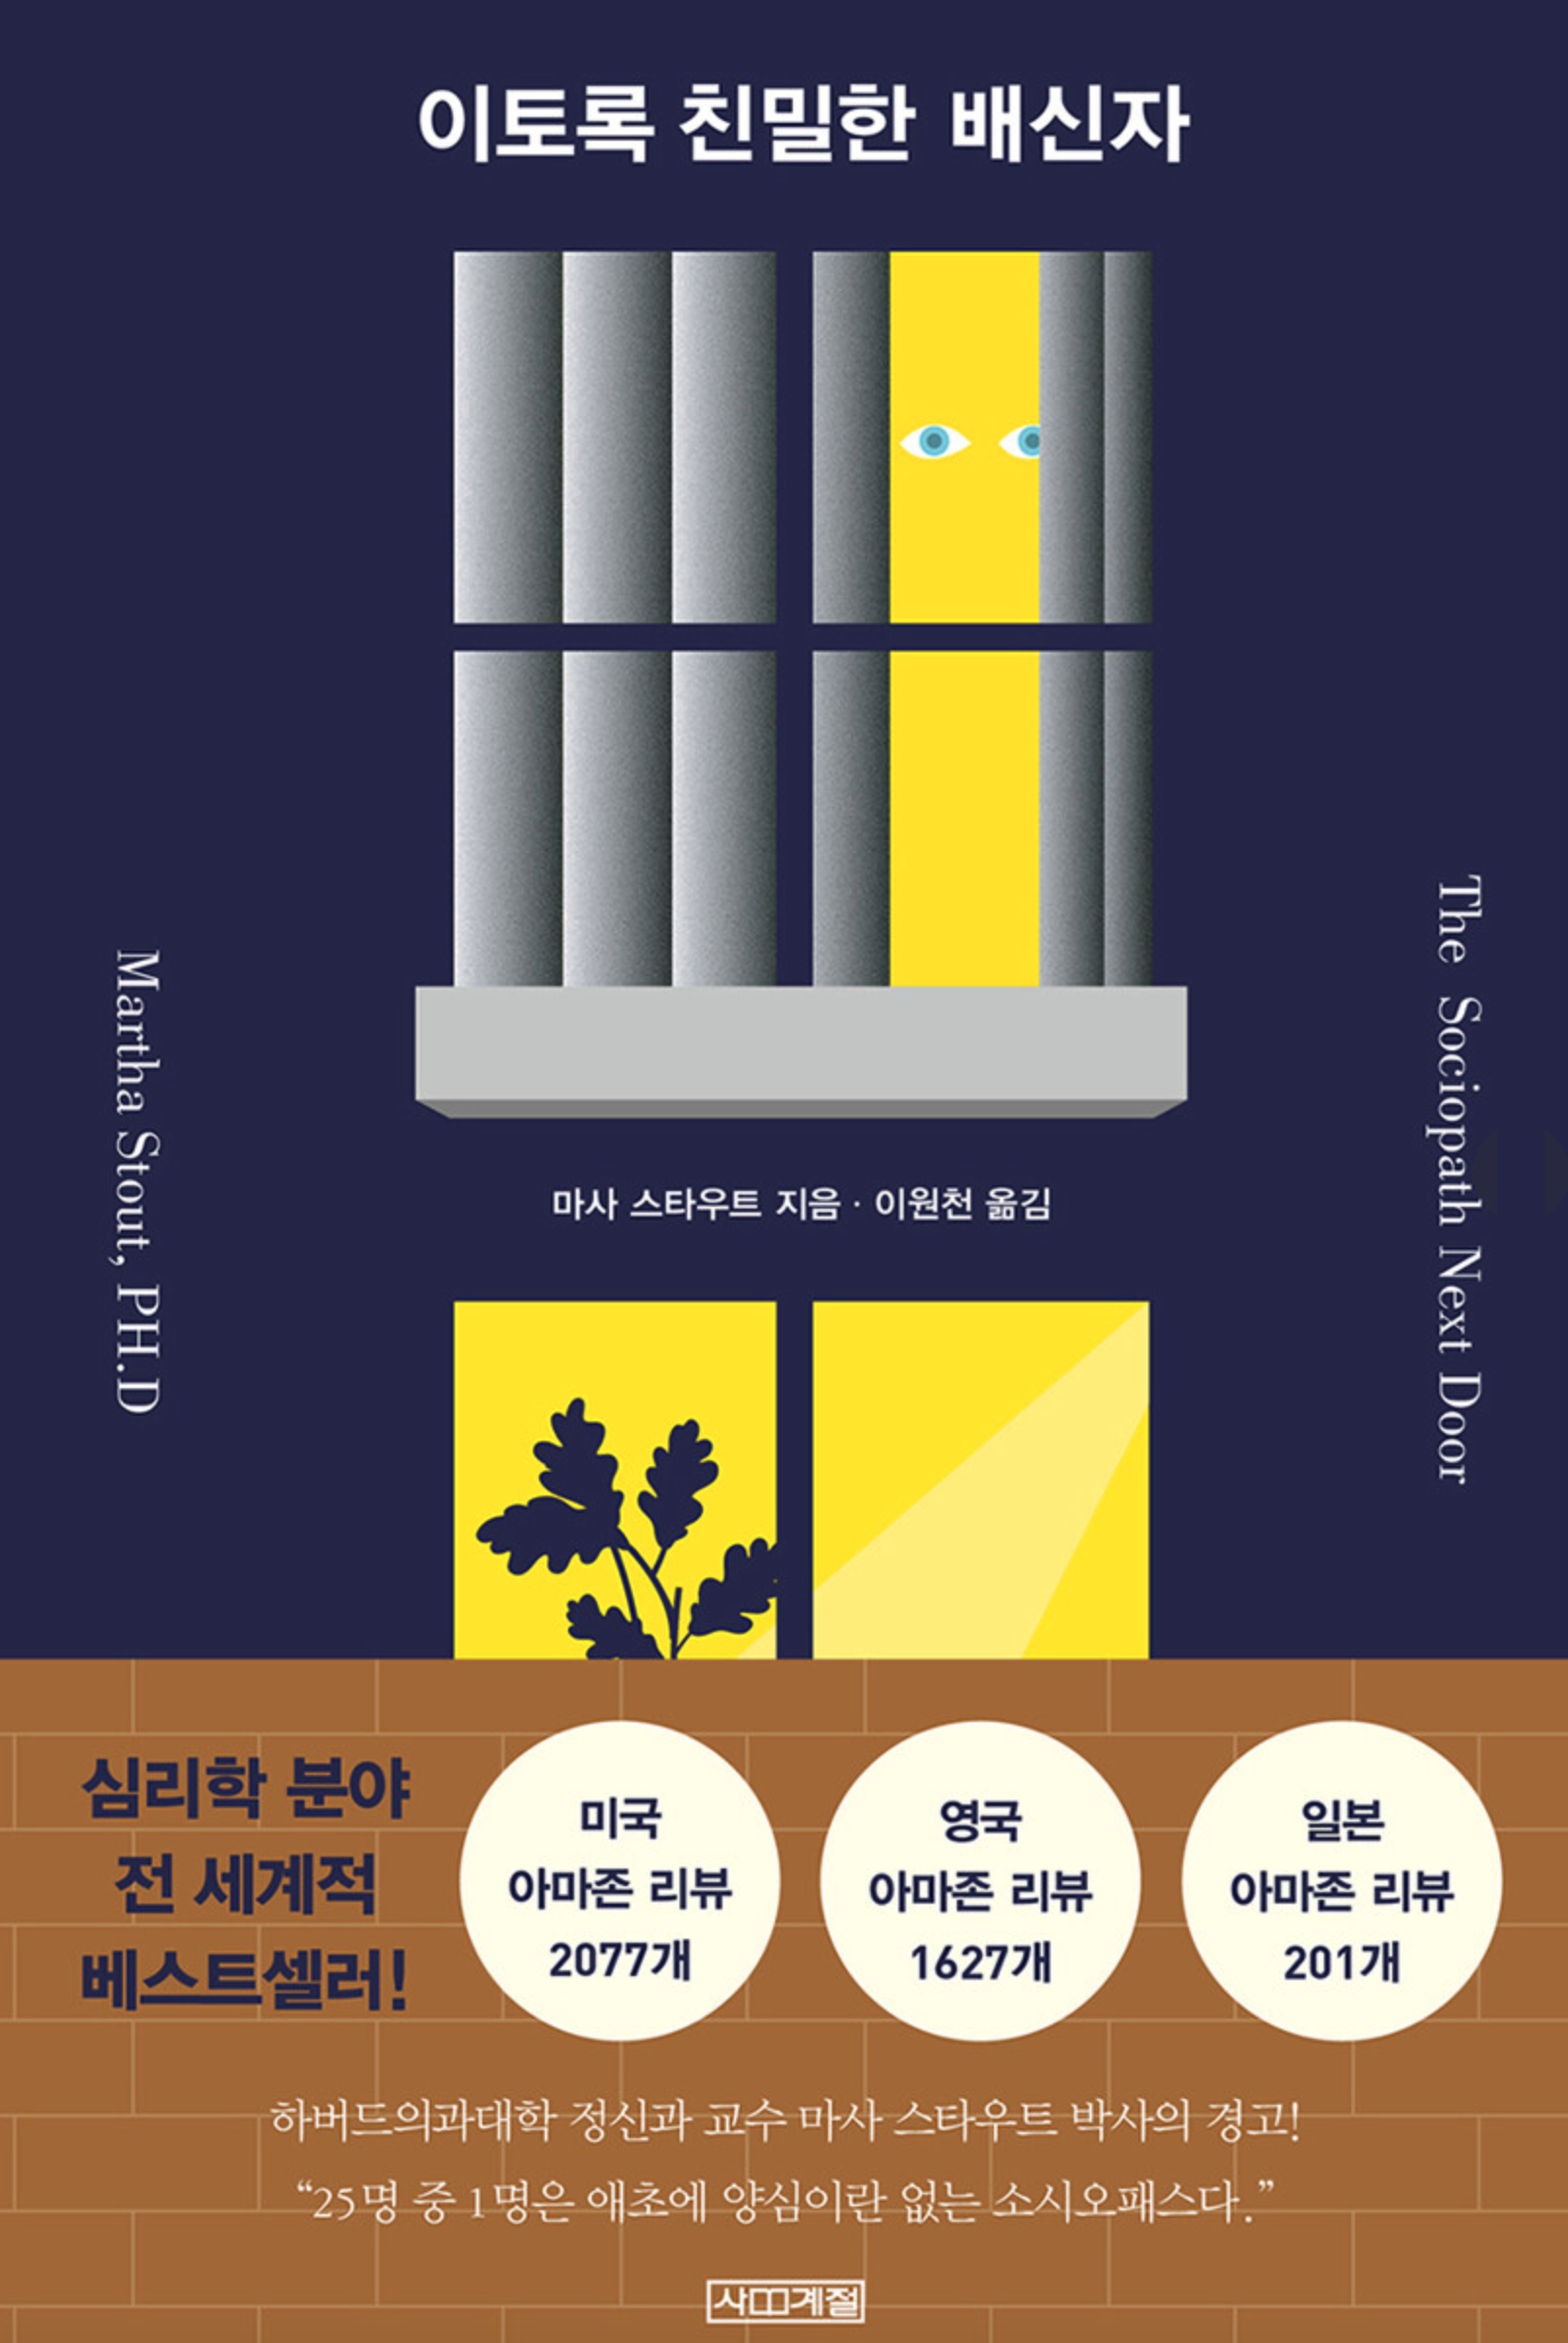 이토록 친밀한 배신자
The Sociopath Next Door
Martha Stout, PH.D
마사 스타우트 지음 · 이원천 옮김
심리학 분야
전 세계적
베스트셀러!
미국
아마존 리뷰
2077개
영국
아마존 리뷰
1627개
일본
아마존 리뷰
201개
하버드의과대학 정신과 교수 마사 스타우트 박사의 경고!
“25명 중 1명은 애초에 양심이란 없는 소시오패스다.”
사계절